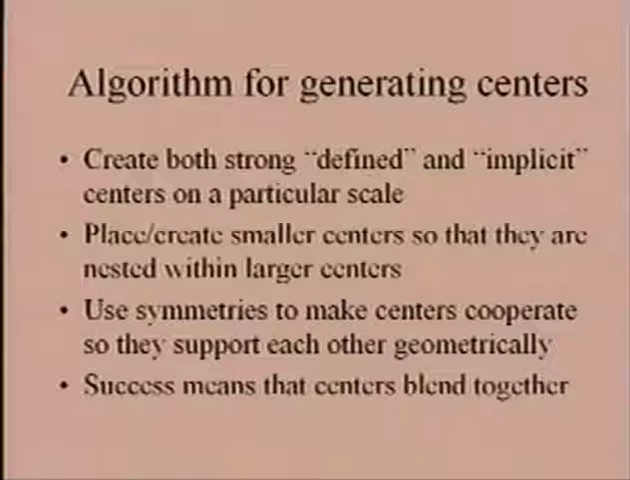 Algorithm for generating centers
• Create both strong “defined” and “implicit”
centers on a particular scale
• Place/create smaller centers so that they are
nested within larger centers
• Use symmetries to make centers cooperate
so they support each other geometrically
• Success means that centers blend together